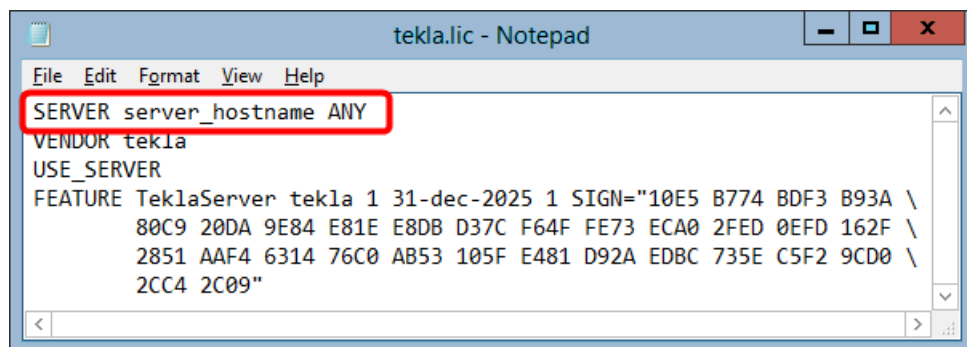 tekla.lic - Notepad
File Edit Format View Help
SERVER server_hostname ANY
VENDOR tekla
USE_SERVER
FEATURE TeklaServer tekla 1 31-dec-2025 1 SIGN="10E5 B774 BDF3 B93A \
80C9 20DA 9E84 E81E E8DB D37C F64F FE73 ECA0 2FED 0EFD 162F \
2851 AAF4 6314 76C0 AB53 105F E481 D92A EDBC 735E C5F2 9CD0 \
2CC4 2C09"